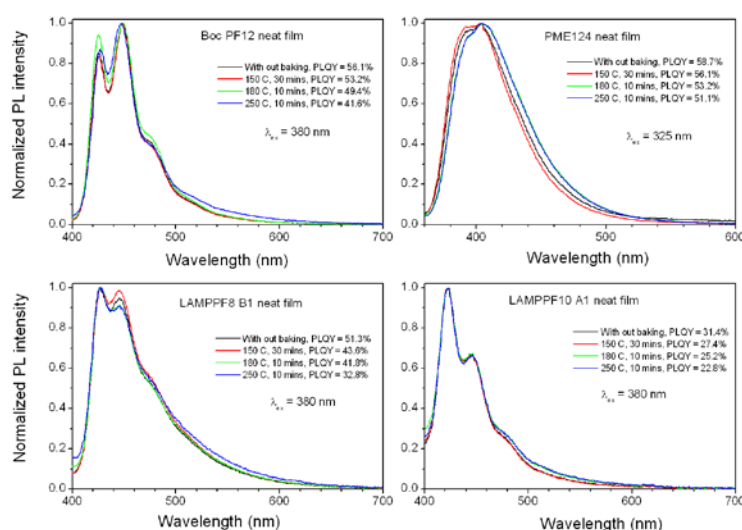 Boc PF12 neat film
Without baking, PLQY = 56.1%
150 C, 30 mins, PLQY = 53.2%
180 C, 10 mins, PLQY = 49.4%
250 C, 10 mins, PLQY = 41.6%
λex = 380 nm
Normalized PL intensity
1.0
0.8
0.6
0.4
0.2
0.0
400 500 600 700
Wavelength (nm)
PME124 neat film
With out baking, PLQY = 58.7%
150 C, 30 mins, PLQY = 56.1%
180 C, 10 mins, PLQY = 53.2%
250 C, 10 mins, PLQY = 51.1%
λex = 325 nm
1.0
0.8
0.6
0.4
0.2
0.0
400 500 600
Wavelength (nm)
LAMPPF8 B1 neat film
With out baking, PLQY = 51.3%
150 C, 30 mins, PLQY = 43.6%
180 C, 10 mins, PLQY = 41.8%
250 C, 10 mins, PLQY = 32.8%
λex = 380 nm
Normalized PL intensity
1.0
0.8
0.6
0.4
0.2
0.0
400 500 600 700
Wavelength (nm)
LAMPPF10 A1 neat film
With out baking, PLQY = 31.4%
150 C, 30 mins, PLQY = 27.4%
180 C, 10 mins, PLQY = 25.2%
250 C, 10 mins, PLQY = 22.8%
λex = 380 nm
1.0
0.8
0.6
0.4
0.2
0.0
400 500 600 700
Wavelength (nm)